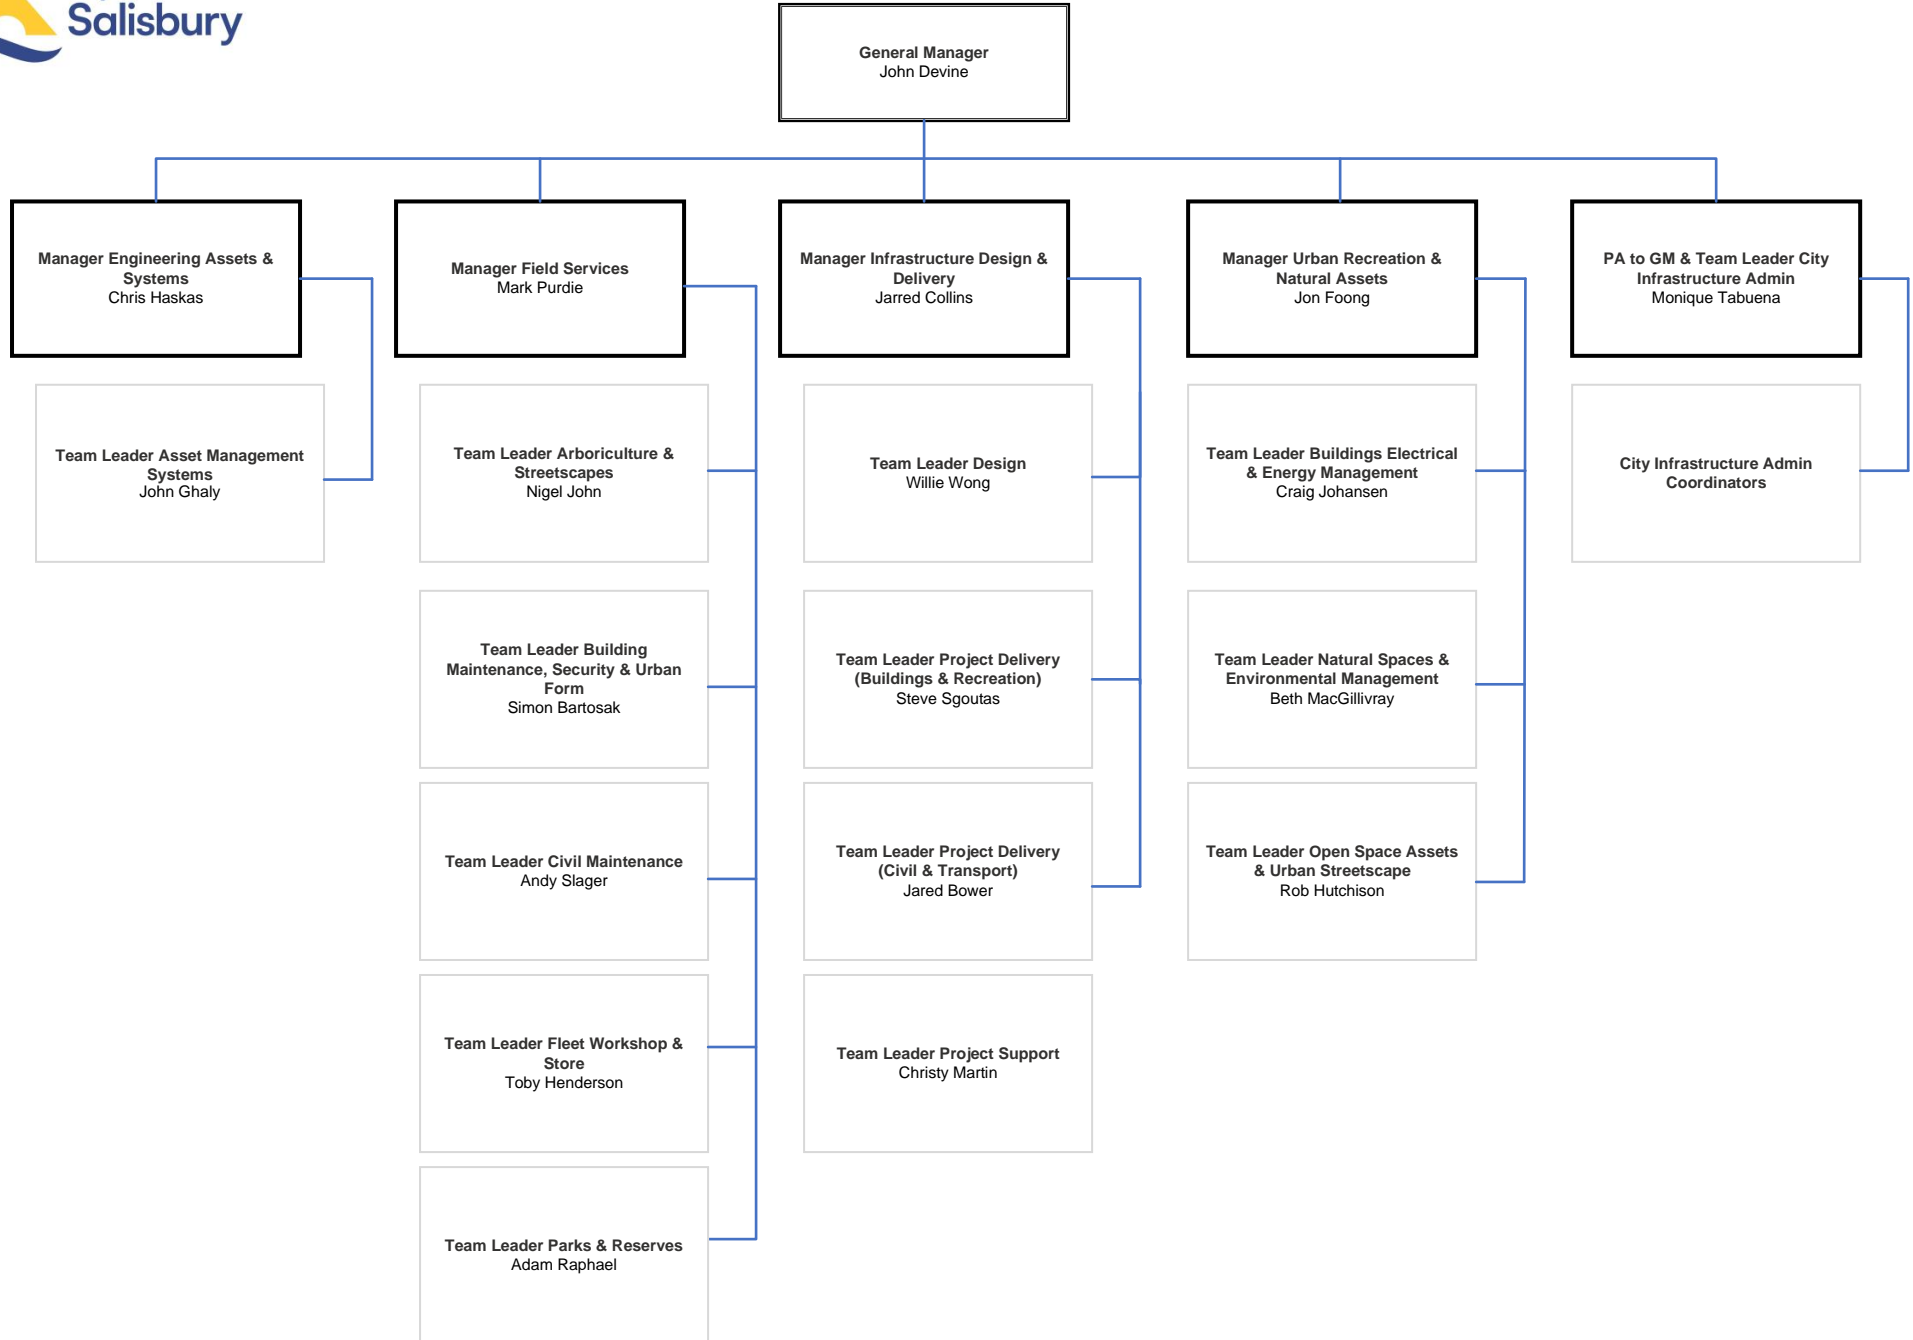 Salisbury
General Manager
John Devine
Manager Engineering Assets &
Systems
Chris Haskas
Manager Field Services
Mark Purdie
Manager Infrastructure Design &
Delivery
Jarred Collins
Manager Urban Recreation &
Natural Assets
Jon Foong
PA to GM & Team Leader City
Infrastructure Admin
Monique Tabuena
Team Leader Asset Management
Systems
John Ghaly
Team Leader Arboriculture &
Streetscapes
Nigel John
Team Leader Design
Willie Wong
Team Leader Buildings Electrical
& Energy Management
Craig Johansen
City Infrastructure Admin
Coordinators
Team Leader Building
Maintenance, Security & Urban
Form
Simon Bartosak
Team Leader Project Delivery
(Buildings & Recreation)
Steve Sgoutas
Team Leader Natural Spaces &
Environmental Management
Beth MacGillivray
Team Leader Civil Maintenance
Andy Slager
Team Leader Project Delivery
(Civil & Transport)
Jared Bower
Team Leader Open Space Assets
& Urban Streetscape
Rob Hutchison
Team Leader Fleet Workshop &
Store
Toby Henderson
Team Leader Project Support
Christy Martin
Team Leader Parks & Reserves
Adam Raphael